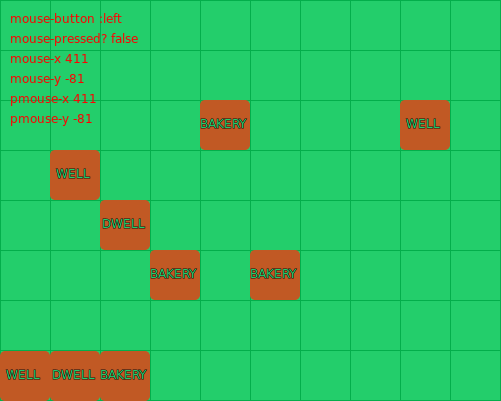 mouse-button :left
mouse-pressed? false
mouse-x 411
mouse-y -81
pmouse-x 411
pmouse-y -81
BAKERY WELL
WELL
DWELL
BAKERY BAKERY
WELL DWELL BAKERY